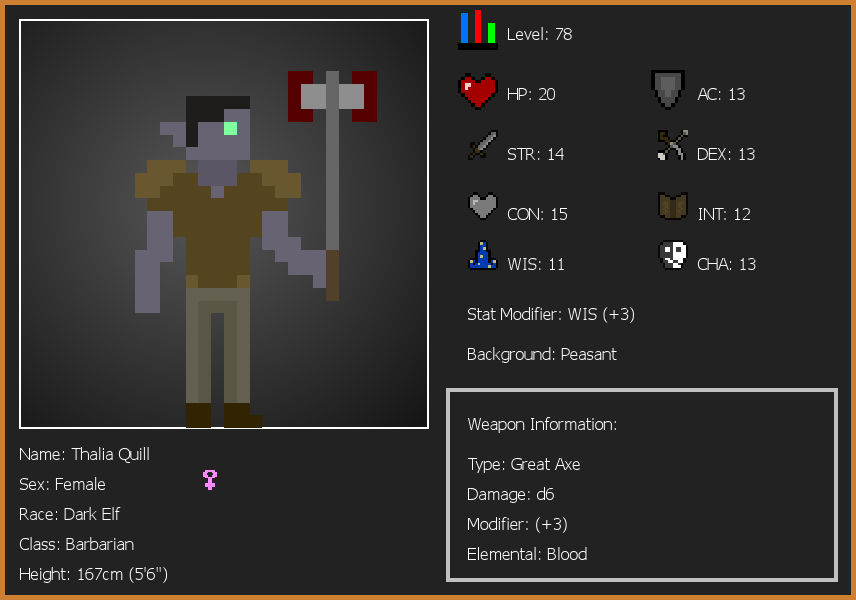 Level: 78
HP: 20
AC: 13
STR: 14
DEX: 13
CON: 15
INT: 12
WIS: 11
CHA: 13
Stat Modifier: WIS (+3)
Background: Peasant
Weapon Information:
Type: Great Axe
Damage: d6
Modifier: (+3)
Elemental: Blood
Name: Thalia Quill
Sex: Female
Race: Dark Elf
Class: Barbarian
Height: 167cm (5'6")